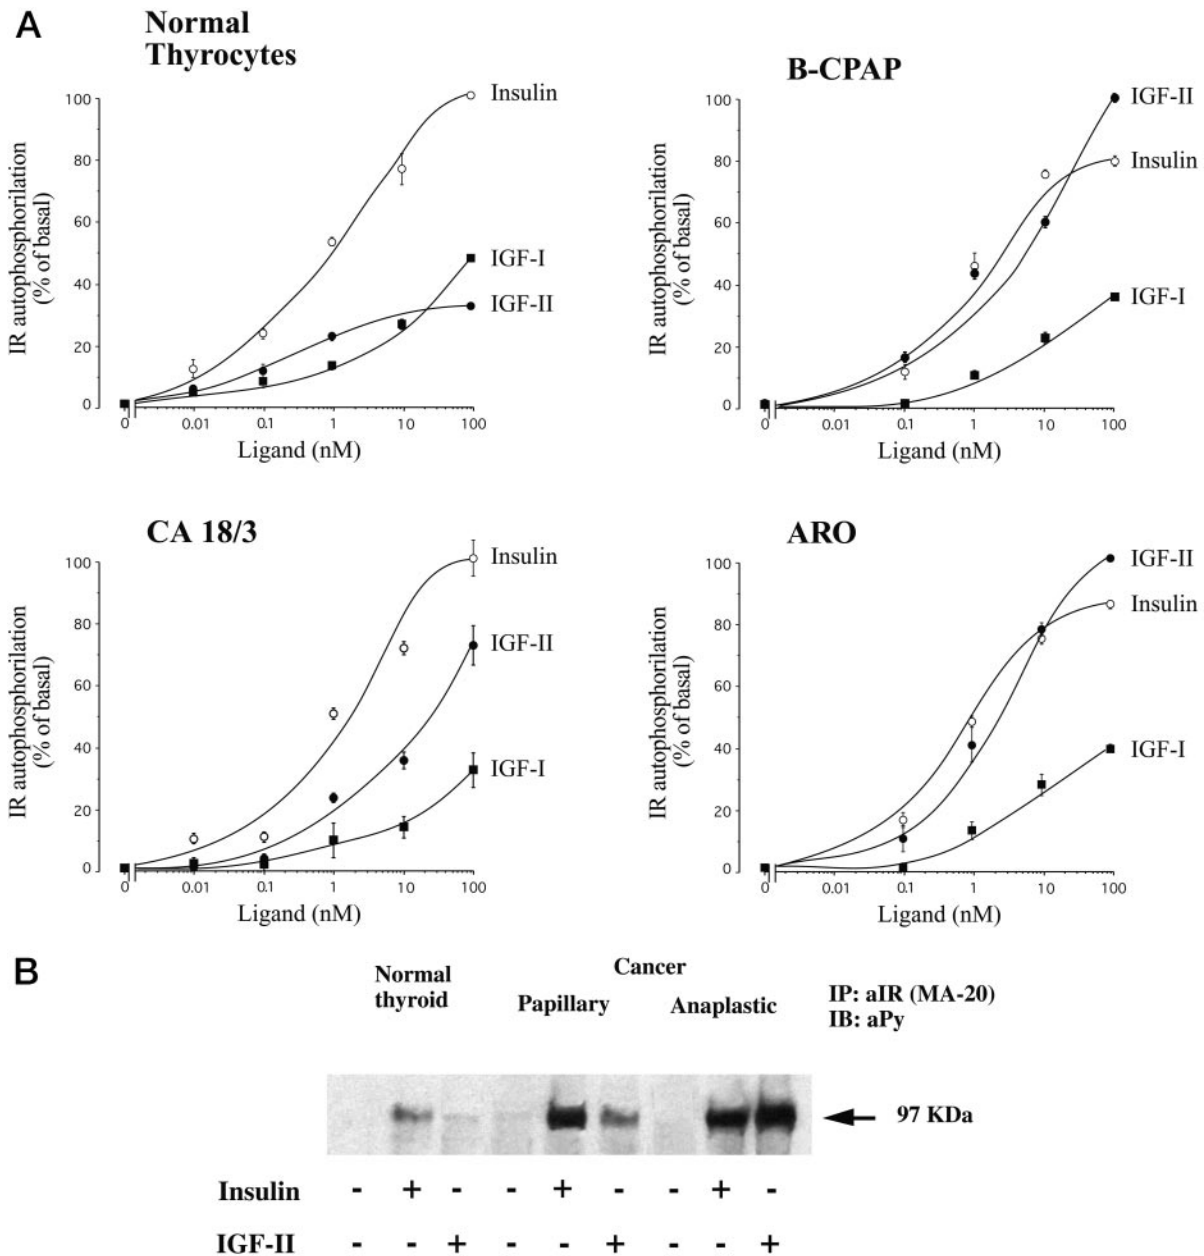 A
Normal
Thyrocytes
IR autophosphorilation
(% of basal)
100
80
60
40
20
0
0 0.01 0.1 1 10 100
Ligand (nM)
Insulin
IGF-I
IGF-II
B-CPAP
IR autophosphorilation
(% of basal)
100
80
60
40
20
0
0 0.01 0.1 1 10 100
Ligand (nM)
IGF-II
Insulin
IGF-I
CA 18/3
IR autophosphorilation
(% of basal)
100
80
60
40
20
0
0 0.01 0.1 1 10 100
Ligand (nM)
Insulin
IGF-II
IGF-I
ARO
IR autophosphorilation
(% of basal)
100
80
60
40
20
0
0 0.01 0.1 1 10 100
Ligand (nM)
IGF-II
Insulin
IGF-I
B
Normal
thyroid
Cancer
Papillary Anaplastic
IP: aIR (MA-20)
IB: aPy
97 KDa
Insulin - + - - + - - + -
IGF-II - - + - - + - - +